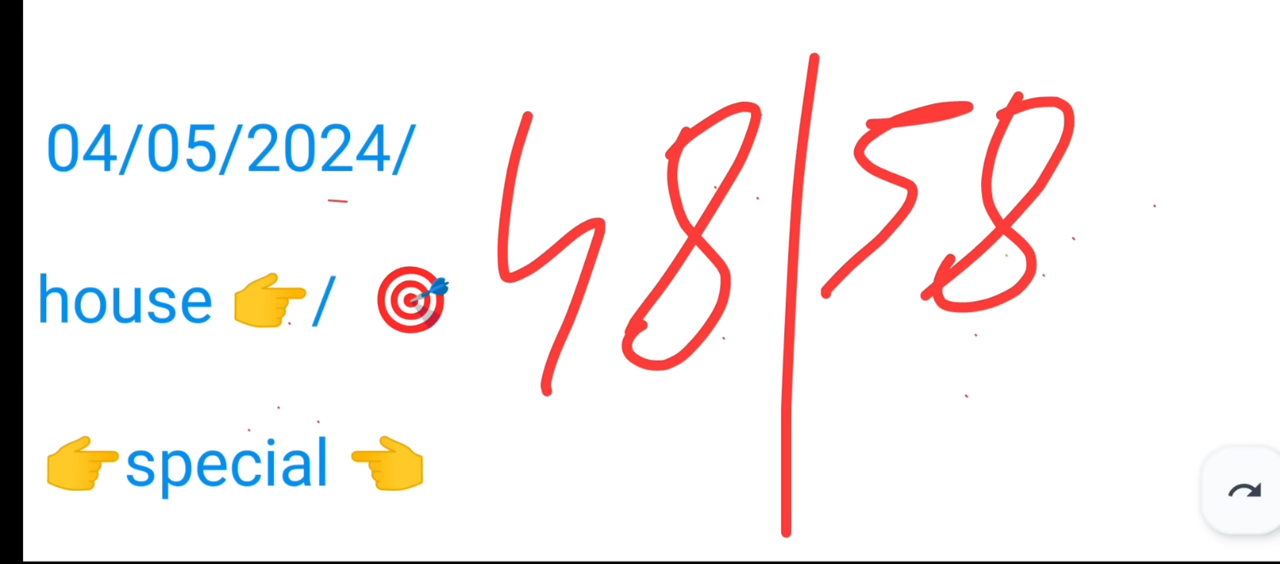 04/05/2024/
48|58
house 👉/ 🎯
👉special 👈